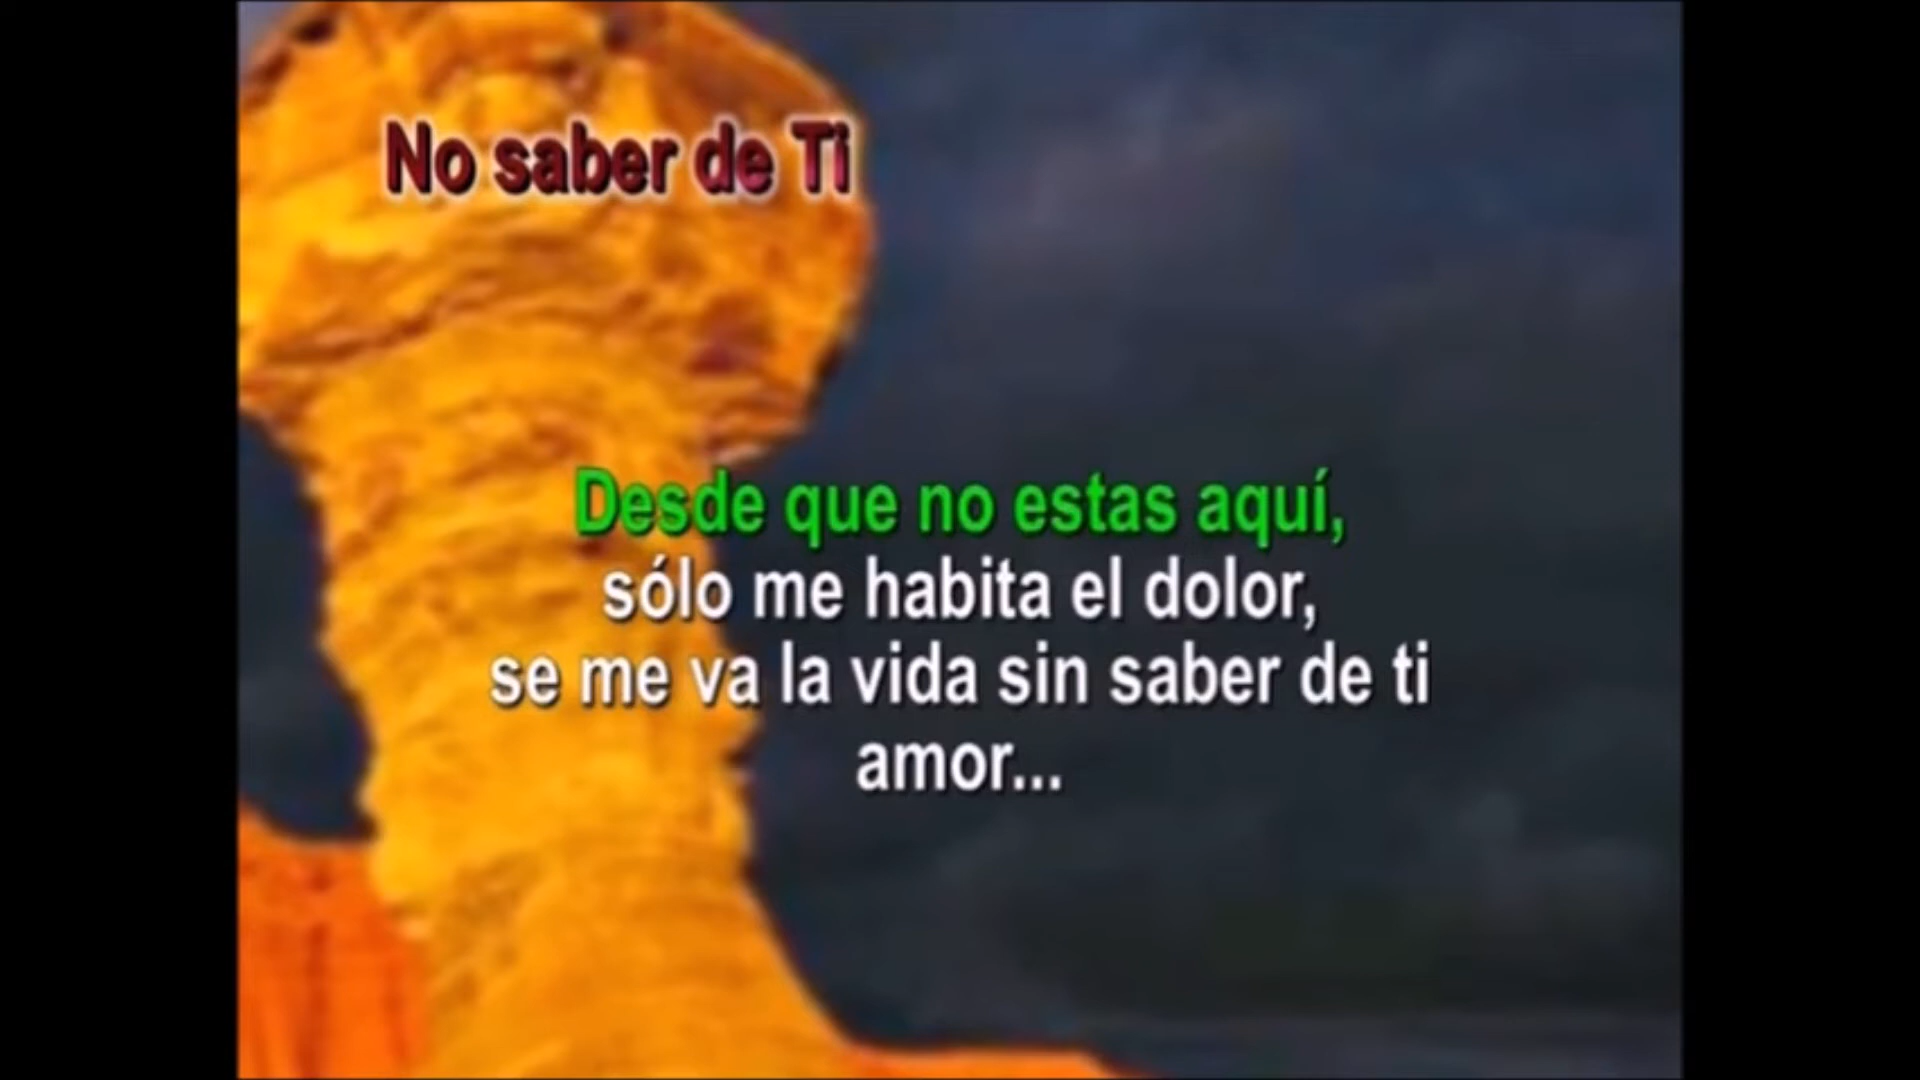 No saber de Ti
Desde que no estas aquí,
sólo me habita el dolor,
se me va la vida sin saber de ti
amor...